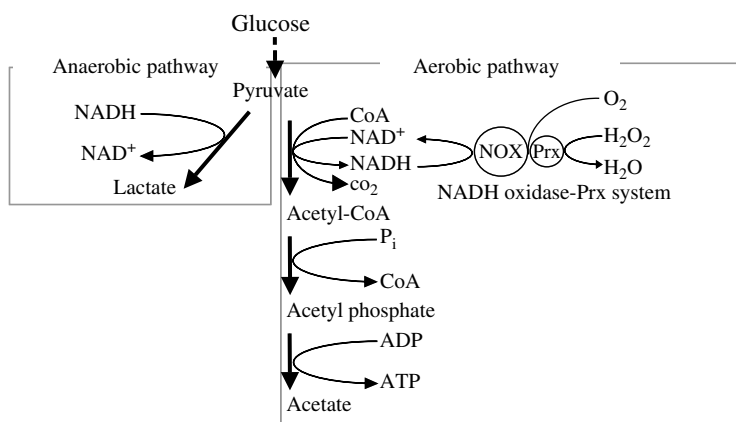 Glucose
Anaerobic pathway
Aerobic pathway
Pyruvate
NADH
NAD⁺
Lactate
CoA
NAD⁺
NADH
co₂
NOX
Prx
O₂
H₂O₂
H₂O
NADH oxidase-Prx system
Acetyl-CoA
Pᵢ
CoA
Acetyl phosphate
ADP
ATP
Acetate